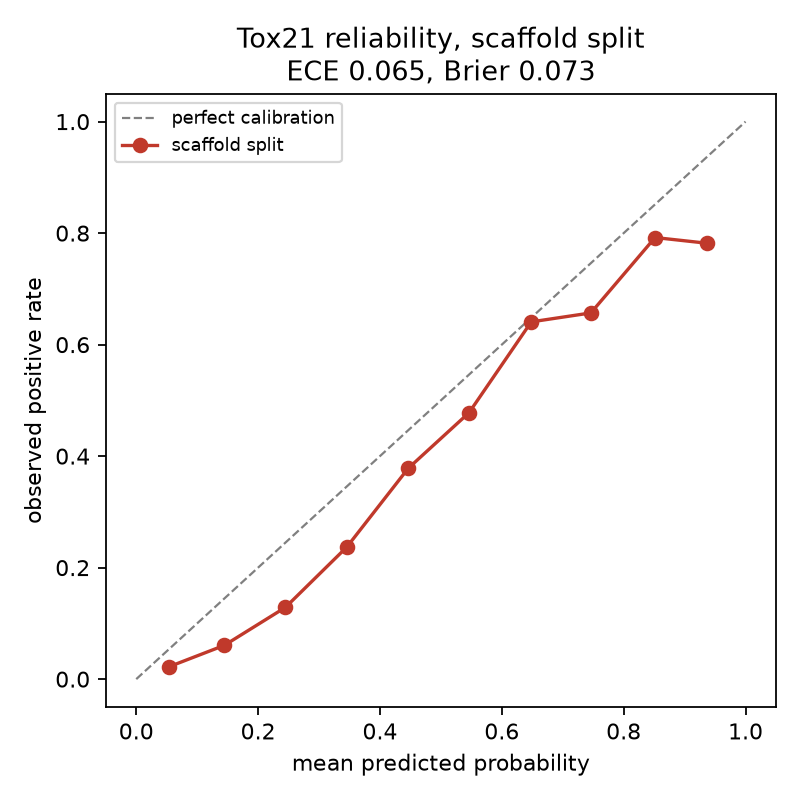 Tox21 reliability, scaffold split
ECE 0.065, Brier 0.073
perfect calibration
scaffold split
1.0
0.8
0.6
0.4
0.2
0.0
observed positive rate
0.0 0.2 0.4 0.6 0.8 1.0
mean predicted probability